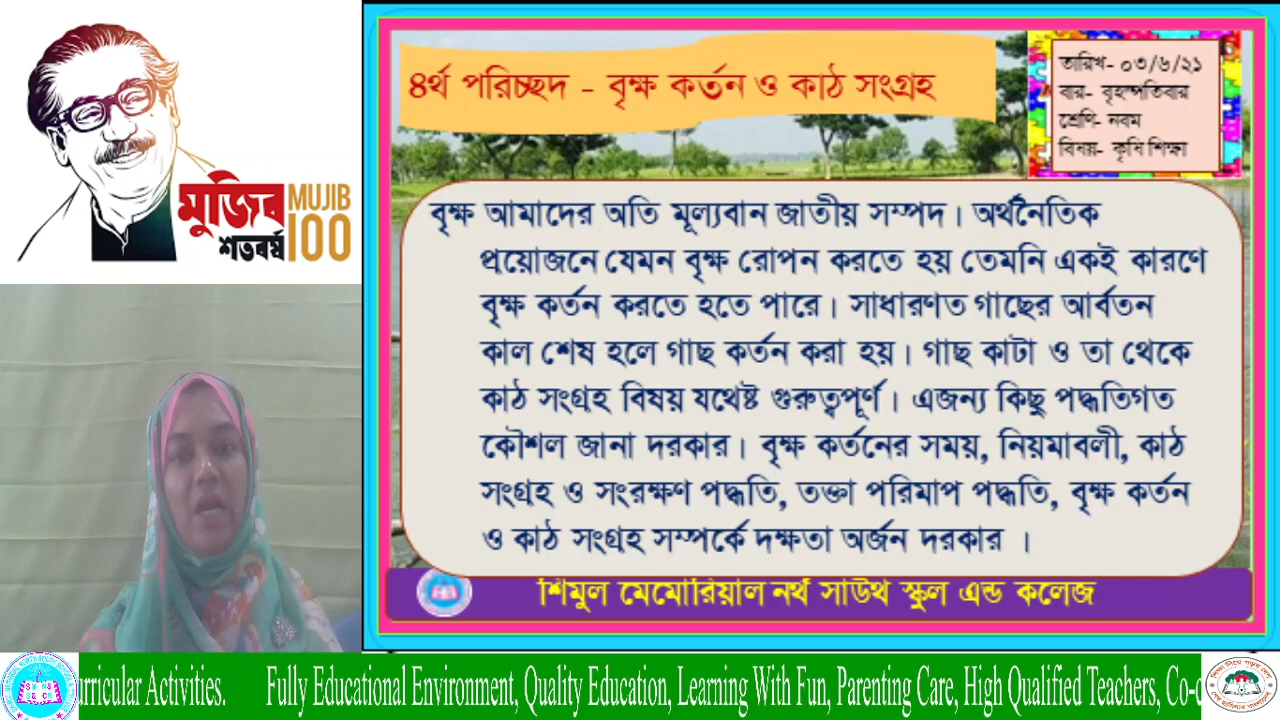 মুজিব
শতবর্ষ
MUJIB
100
৪র্থ পরিচ্ছদ - বৃক্ষ কর্তন ও কাঠ সংগ্রহ
তারিখ- ০৩/৬/২১
বার- বৃহস্পতিবার
শ্রেণি- নবম
বিষয়- কৃষি শিক্ষা
বৃক্ষ আমাদের অতি মূল্যবান জাতীয় সম্পদ। অর্থনৈতিক
প্রয়োজনে যেমন বৃক্ষ রোপন করতে হয় তেমনি একই কারণে
বৃক্ষ কর্তন করতে হতে পারে। সাধারণত গাছের আর্বতন
কাল শেষ হলে গাছ কর্তন করা হয়। গাছ কাটা ও তা থেকে
কাঠ সংগ্রহ বিষয় যথেষ্ট গুরুত্বপূর্ণ। এজন্য কিছু পদ্ধতিগত
কৌশল জানা দরকার। বৃক্ষ কর্তনের সময়, নিয়মাবলী, কাঠ
সংগ্রহ ও সংরক্ষণ পদ্ধতি, তক্তা পরিমাপ পদ্ধতি, বৃক্ষ কর্তন
ও কাঠ সংগ্রহ সম্পর্কে দক্ষতা অর্জন দরকার ।
শিমুল মেমোরিয়াল নর্থ সাউথ স্কুল এন্ড কলেজ
urricular Activities. Fully Educational Environment, Quality Education, Learning With Fun, Parenting Care, High Qualified Teachers, Co-c